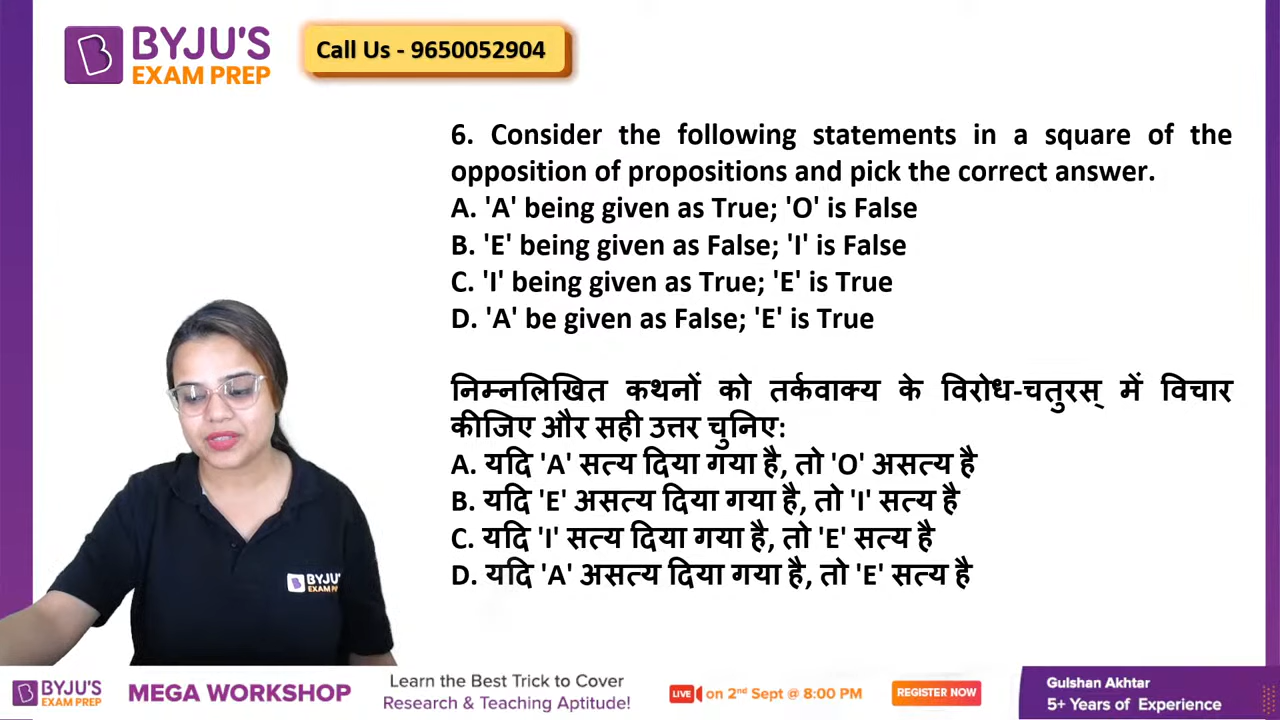 BYJU'S
EXAM PREP
Call Us - 9650052904
6. Consider the following statements in a square of the
opposition of propositions and pick the correct answer.
A. 'A' being given as True; 'O' is False
B. 'E' being given as False; 'I' is False
C. 'I' being given as True; 'E' is True
D. 'A' be given as False; 'E' is True
निम्नलिखित कथनों को तर्कवाक्य के विरोध-चतुरस् में विचार
कीजिए और सही उत्तर चुनिए:
A. यदि 'A' सत्य दिया गया है, तो 'O' असत्य है
B. यदि 'E' असत्य दिया गया है, तो 'I' सत्य है
C. यदि 'I' सत्य दिया गया है, तो 'E' सत्य है
D. यदि 'A' असत्य दिया गया है, तो 'E' सत्य है
BYJU'S
EXAM PREP
BYJU'S
EXAM PREP
MEGA WORKSHOP
Learn the Best Trick to Cover
Research & Teaching Aptitude!
LIVE on 2nd Sept @ 8:00 PM
REGISTER NOW
Gulshan Akhtar
5+ Years of Experience